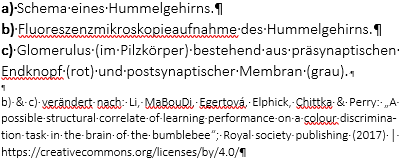 a) Schema eines Hummelgehirns.¶
b) Fluoreszenzmikroskopieaufnahme des Hummelgehirns.¶
c) Glomerulus (im Pilzkörper) bestehend aus präsynaptischen
Endknopf (rot) und postsynaptischer Membran (grau).¶
¶
b) & c) verändert nach: Li, MaBouDi, Egertová, Elphick, Chittka & Perry: „A
possible structural correlate of learning performance on a colour discrimina-
tion task in the brain of the bumblebee“; Royal society publishing (2017) |
https://creativecommons.org/licenses/by/4.0/¶